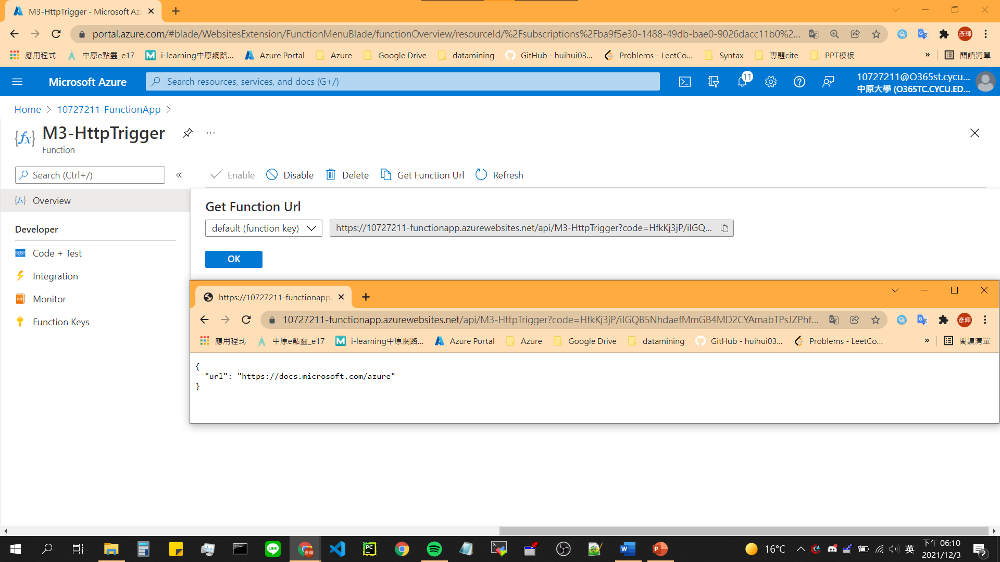 M3-HttpTrigger - Microsoft Az
portal.azure.com/#blade/WebsitesExtension/FunctionMenuBlade/functionOverview/resourceId/%2Fsubscriptions%2Fba9f5e30-1488-49db-bae0-9026dacc11b0%2... 彥輝
應用程式 中原e點靈_e17 i-learning中原網路... Azure Portal Azure Google Drive datamining GitHub - huihui03... Problems - LeetCo... Syntax 專題cite PPT模板 » 閱讀清單
Microsoft Azure Search resources, services, and docs (G+/) 11 10727211@O365st.cycu...
中原大學 (O365TC.CYCU.ED...
Home > 10727211-FunctionApp >
{fx} M3-HttpTrigger ...
Function
Search (Ctrl+/) «
Enable Disable Delete Get Function Url Refresh
Overview
Get Function Url
default (function key) https://10727211-functionapp.azurewebsites.net/api/M3-HttpTrigger?code=HfkKj3jP/iIGQ...
OK
Developer
Code + Test
Integration
Monitor
Function Keys
https://10727211-functionapp.
10727211-functionapp.azurewebsites.net/api/M3-HttpTrigger?code=HfkKj3jP/iIGQB5NhdaefMmGB4MD2CYAmabTPsJZPhf... 彥輝
應用程式 中原e點靈_e17 i-learning中原網路... Azure Portal Azure Google Drive datamining GitHub - huihui03... Problems - LeetCo... » 閱讀清單
{
"url": "https://docs.microsoft.com/azure"
}
16°C 英 下午 06:10
2021/12/3 2